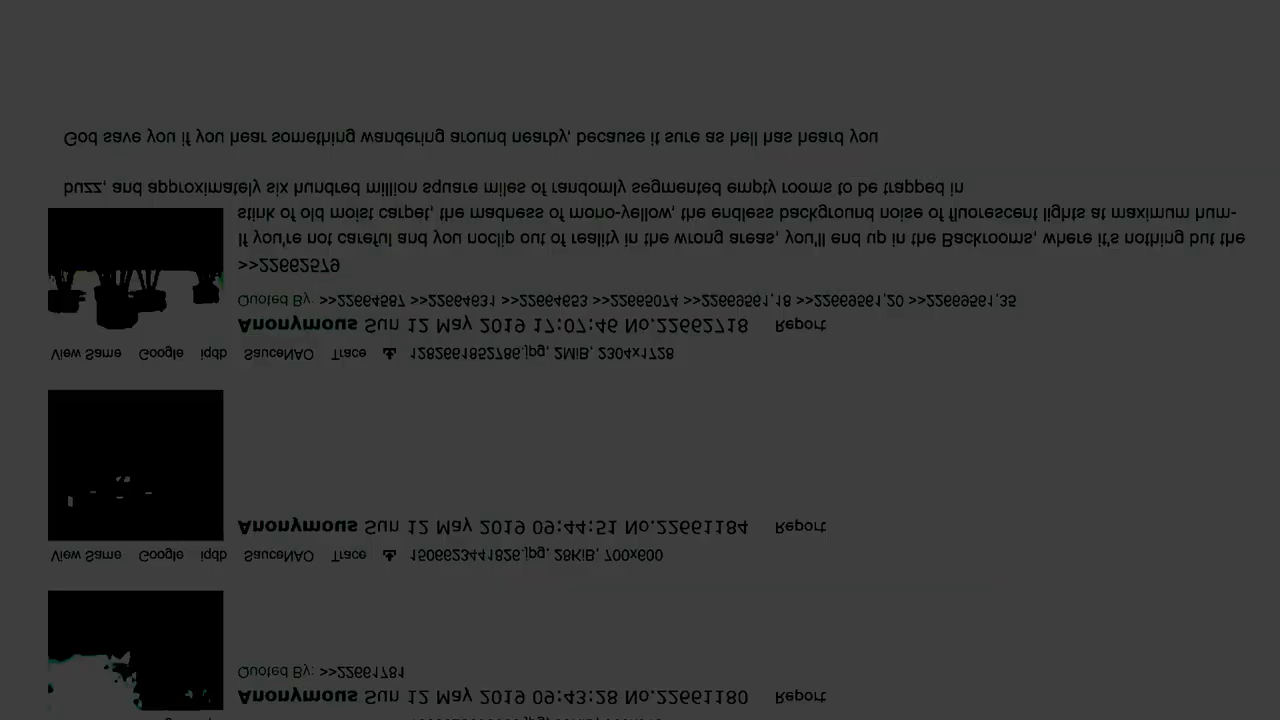 Anonymous Sun 12 May 2019 09:43:28 No.22661180 Report
Quoted By: >>22661781
View Same Google iqdb SauceNAO Trace 1506623441826.jpg, 28KiB, 700x600
Anonymous Sun 12 May 2019 09:44:51 No.22661184 Report
View Same Google iqdb SauceNAO Trace 1282661852786.jpg, 2MiB, 2304x1728
Anonymous Sun 12 May 2019 17:07:46 No.22662718 Report
Quoted By: >>22664587 >>22664631 >>22664653 >>22665074 >>22669561,18 >>22669561,20 >>22669561,35
>>22662579
If you're not careful and you noclip out of reality in the wrong areas, you'll end up in the Backrooms, where it's nothing but the
stink of old moist carpet, the madness of mono-yellow, the endless background noise of fluorescent lights at maximum hum-
buzz, and approximately six hundred million square miles of randomly segmented empty rooms to be trapped in
God save you if you hear something wandering around nearby, because it sure as hell has heard you